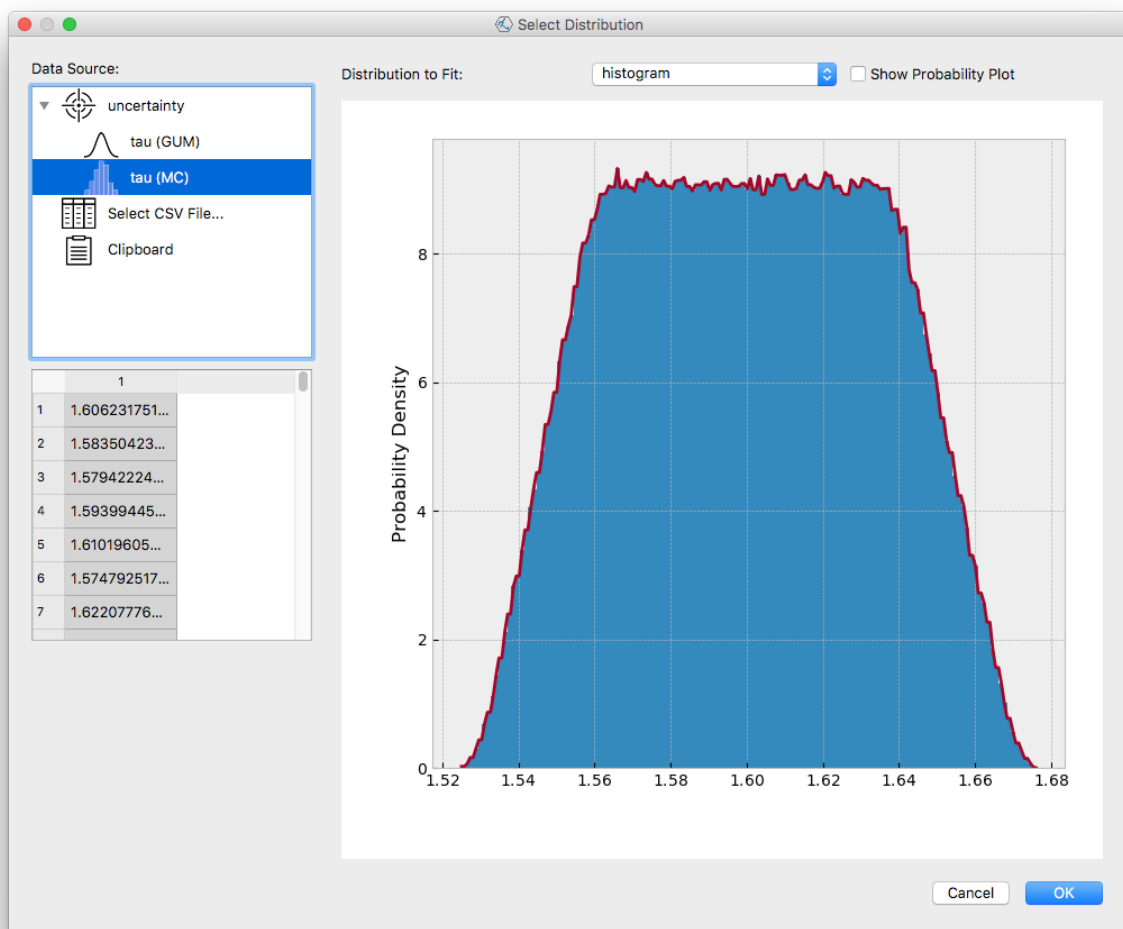 Select Distribution
Data Source:
uncertainty
tau (GUM)
tau (MC)
Select CSV File...
Clipboard
1
1 1.606231751...
2 1.58350423...
3 1.57942224...
4 1.59399445...
5 1.61019605...
6 1.574792517...
7 1.62207776...
Distribution to Fit: histogram Show Probability Plot
Probability Density
8
6
4
2
0
1.52 1.54 1.56 1.58 1.60 1.62 1.64 1.66 1.68
Cancel OK